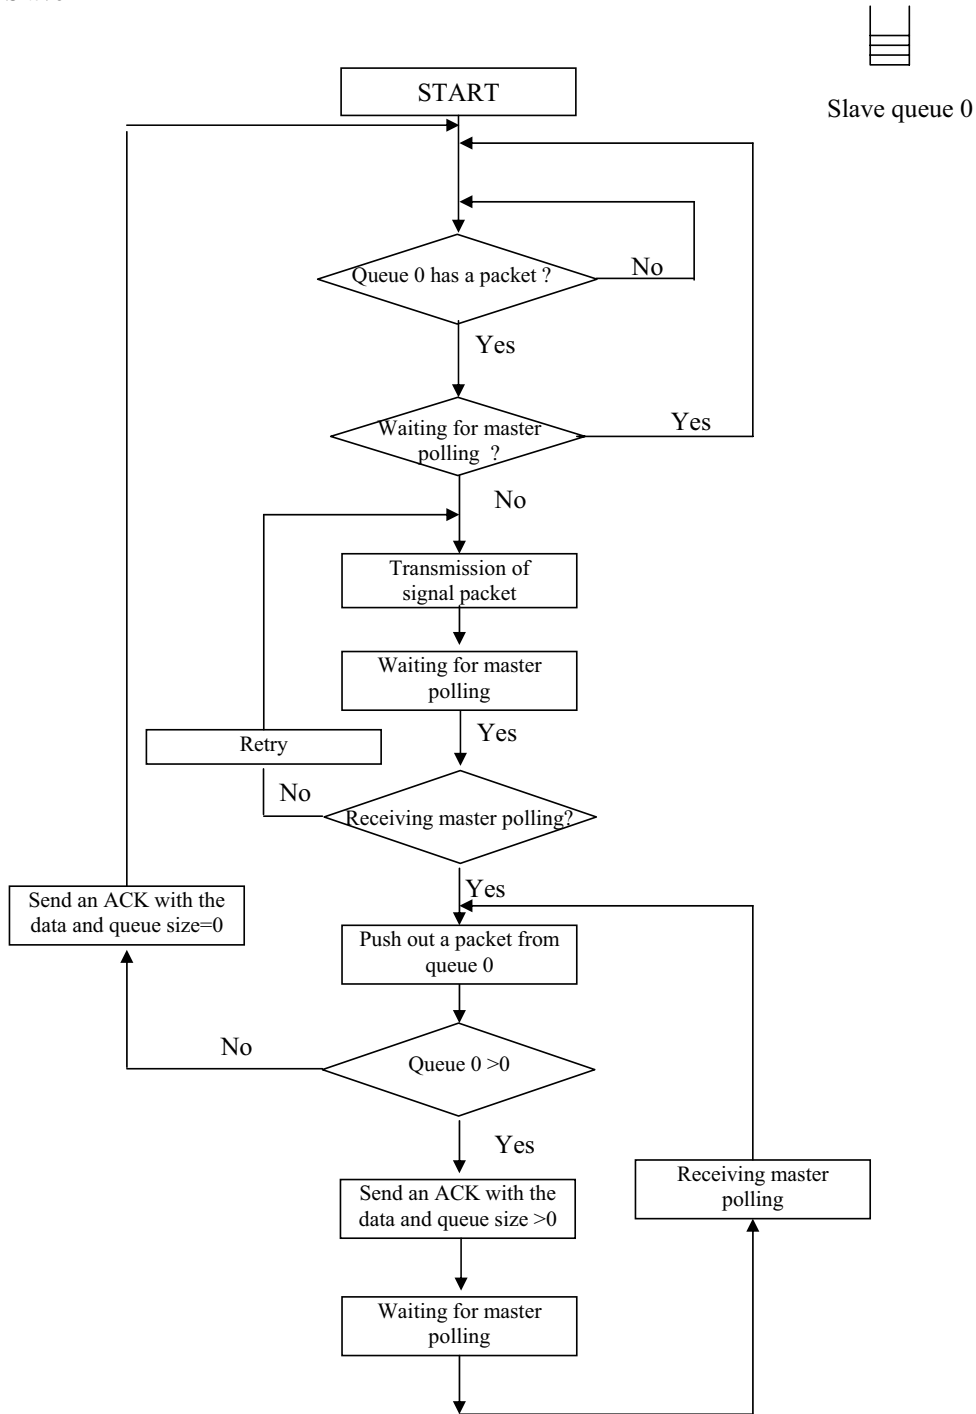 START
Slave queue 0
Queue 0 has a packet ?
No
Yes
Waiting for master
polling ?
Yes
No
Transmission of
signal packet
Waiting for master
polling
Yes
Retry
No
Receiving master polling?
Yes
Send an ACK with the
data and queue size=0
Push out a packet from
queue 0
No
Queue 0 >0
Yes
Send an ACK with the
data and queue size >0
Receiving master
polling
Waiting for master
polling